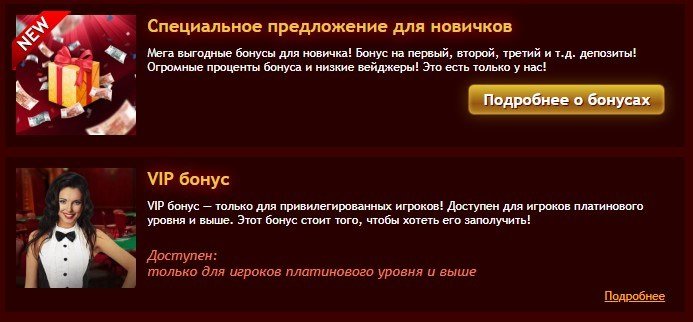 NEW
Специальное предложение для новичков
Мега выгодные бонусы для новичка! Бонус на первый, второй, третий и т.д. депозиты!
Огромные проценты бонуса и низкие вейджеры! Это есть только у нас!
Подробнее о бонусах
VIP бонус
VIP бонус — только для привилегированных игроков! Доступен для игроков платинового
уровня и выше. Этот бонус стоит того, чтобы хотеть его заполучить!
Доступен:
только для игроков платинового уровня и выше
Подробнее